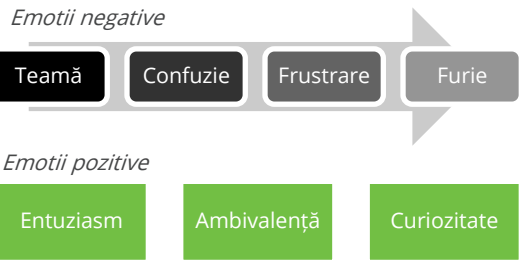 Emotii negative
Teamă Confuzie Frustrare Furie
Emotii pozitive
Entuziasm Ambivalență Curiozitate